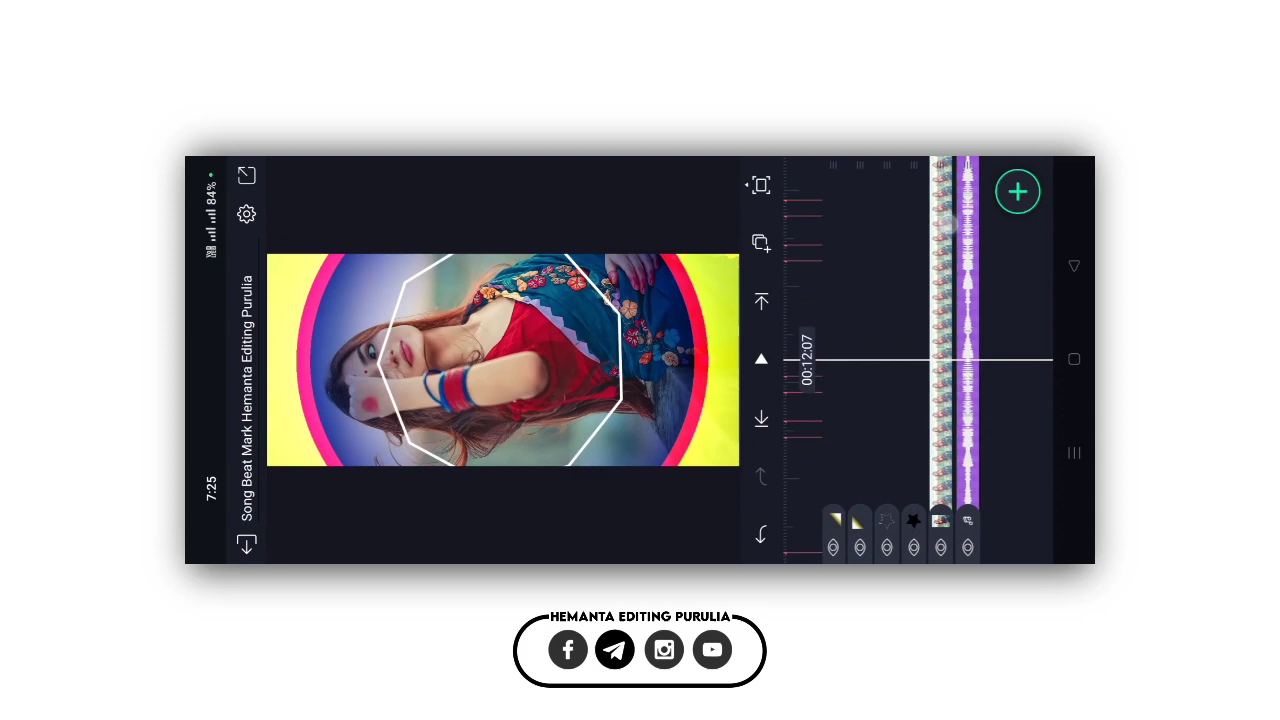 7:25
84%
Song Beat Mark Hemanta Editing Purulia
00:12:07
HEMANTA EDITING PURULIA